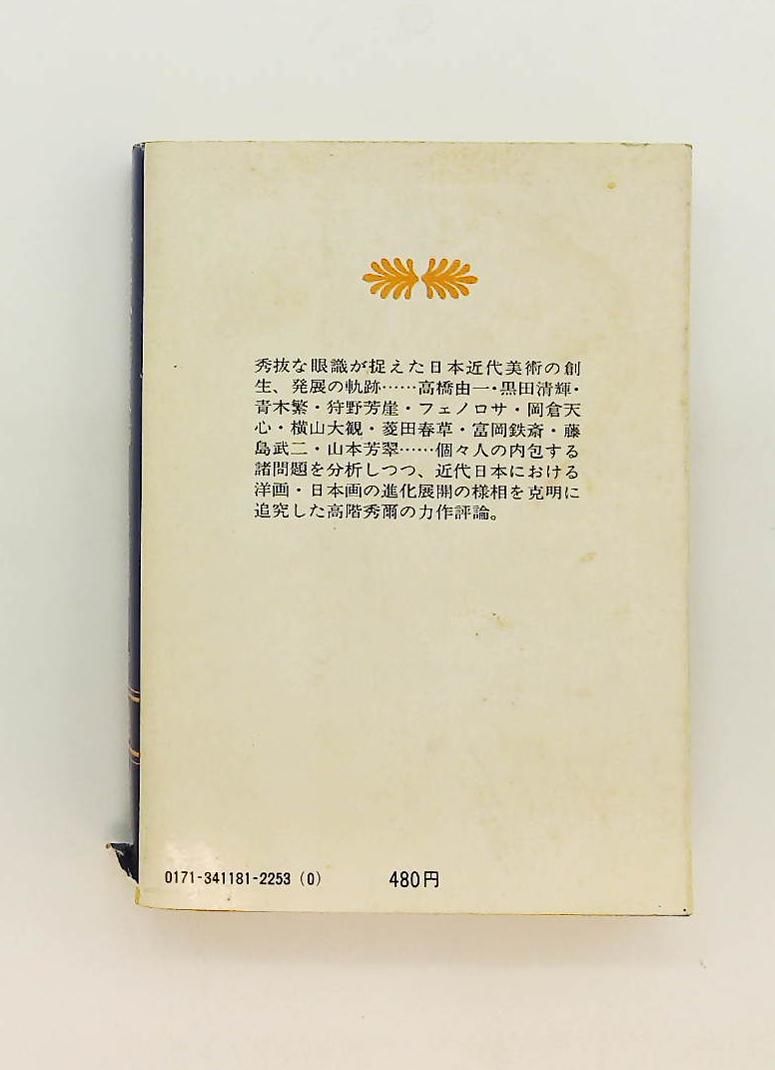 秀抜な眼識が捉えた日本近代美術の創
生、発展の軌跡……高橋由一・黒田清輝・
青木繁・狩野芳崖・フェノロサ・岡倉天
心・横山大観・菱田春草・富岡鉄斎・藤
島武二・山本芳翠……個々人の内包する
諸問題を分析しつつ、近代日本における
洋画・日本画の進化展開の様相を克明に
追究した高階秀爾の力作評論。
0171-341181-2253 (0) 480円